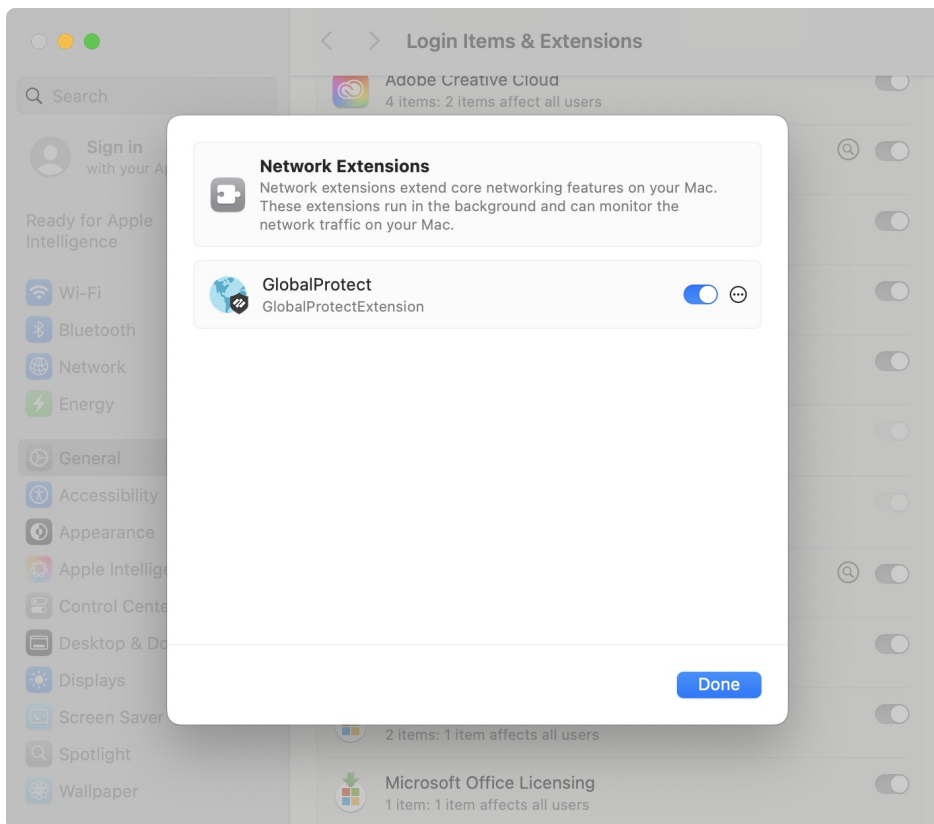 Login Items & Extensions
Search
Sign in
with your A
Ready for Apple
Intelligence
Wi-Fi
Bluetooth
Network
Energy
General
Accessibility
Appearance
Apple Intellige
Control Cente
Desktop & Do
Displays
Screen Saver
Spotlight
Wallpaper
Adobe Creative Cloud
4 items: 2 items affect all users
Network Extensions
Network extensions extend core networking features on your Mac.
These extensions run in the background and can monitor the
network traffic on your Mac.
GlobalProtect
GlobalProtectExtension
Done
2 items: 1 item affects all users
Microsoft Office Licensing
1 item: 1 item affects all users